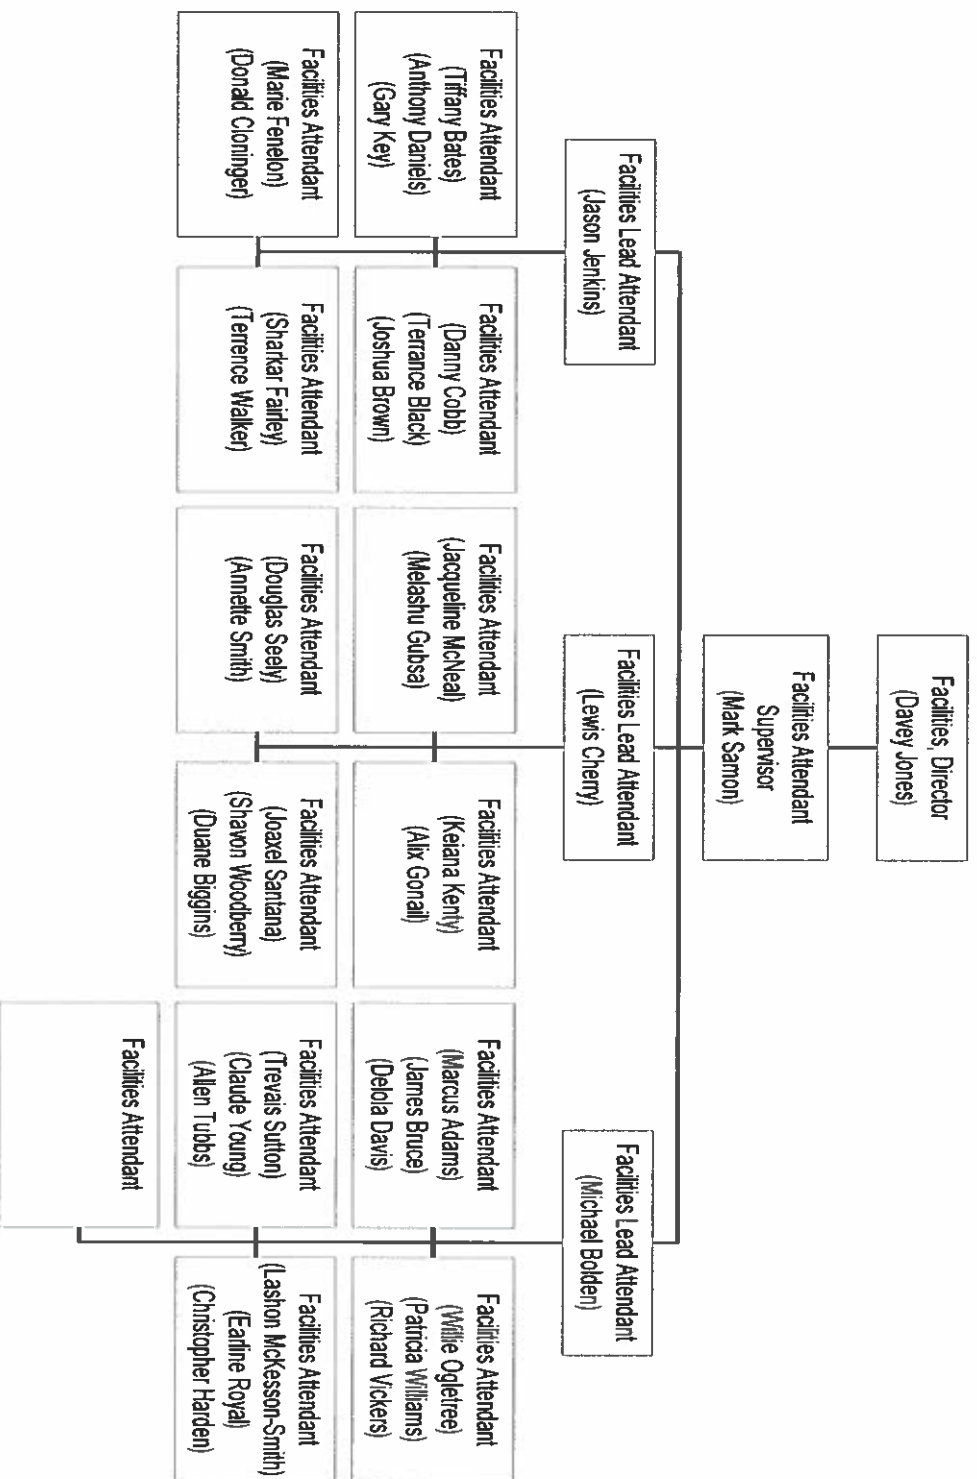 Facilities, Director
(Davey Jones)
Facilities Attendant
Supervisor
(Mark Samon)
Facilities Lead Attendant
(Jason Jenkins)
Facilities Lead Attendant
(Lewis Cherry)
Facilities Lead Attendant
(Michael Bolden)
Facilities Attendant
(Tiffany Bates)
(Anthony Daniels)
(Gary Key)
Facilities Attendant
(Danny Cobb)
(Terrance Black)
(Joshua Brown)
Facilities Attendant
(Jacqueline McNeal)
(Melashu Gubsa)
Facilities Attendant
(Keiana Kenty)
(Alix Gonail)
Facilities Attendant
(Marcus Adams)
(James Bruce)
(Delola Davis)
Facilities Attendant
(Willie Ogletree)
(Patricia Williams)
(Richard Vickers)
Facilities Attendant
(Marie Fenelon)
(Donald Cloninger)
Facilities Attendant
(Sharkar Fairley)
(Terrence Walker)
Facilities Attendant
(Douglas Seely)
(Annette Smith)
Facilities Attendant
(Joaxel Santana)
(Shavon Woodberry)
(Duane Biggins)
Facilities Attendant
(Trevais Sutton)
(Claude Young)
(Allen Tubbs)
Facilities Attendant
(Lashon McKesson-Smith)
(Earline Royal)
(Christopher Harden)
Facilities Attendant